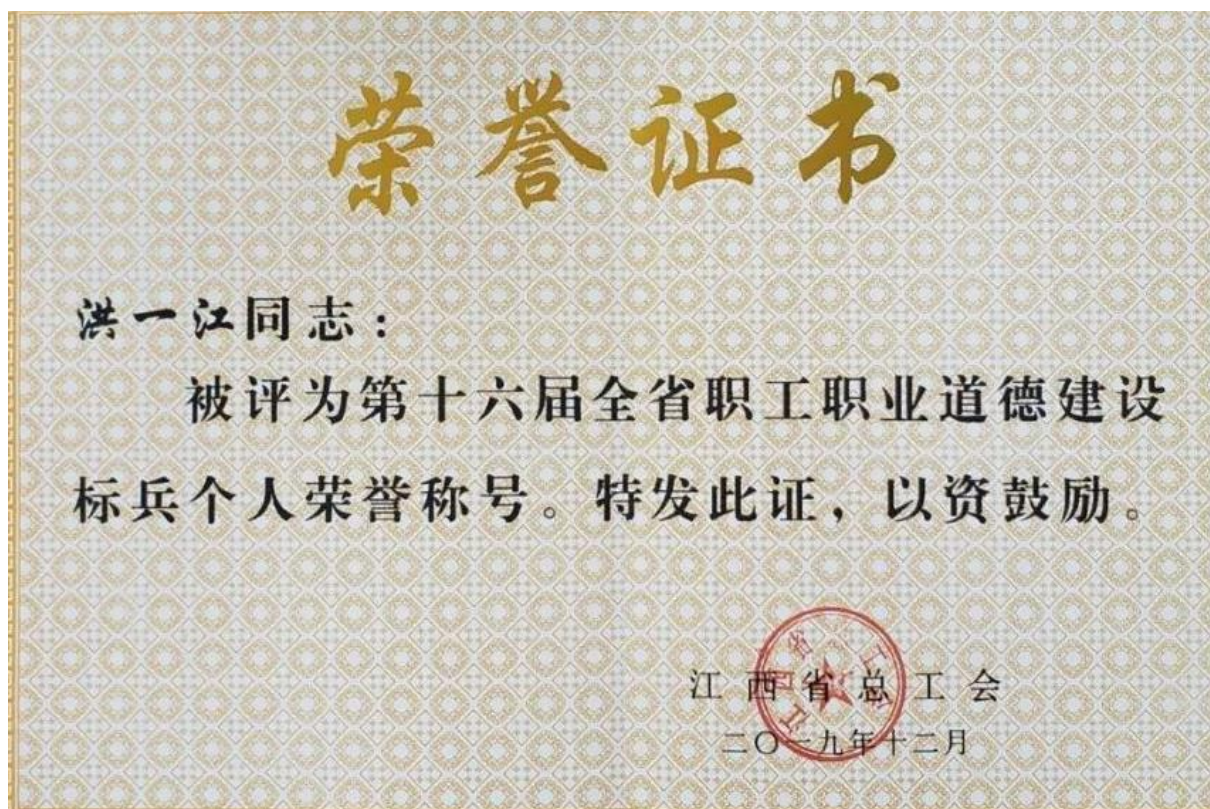 荣誉证书
洪一江同志：
被评为第十六届全省职工职业道德建设
标兵个人荣誉称号。特发此证，以资鼓励。
江西省总工会
二〇一九年十二月